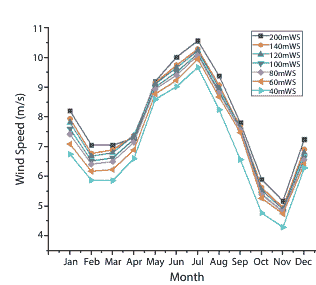 11
10
9
8
7
6
5
4
Wind Speed (m/s)
200mWS
140mWS
120mWS
100mWS
80mWS
60mWS
40mWS
Jan Feb Mar Apr May Jun Jul Aug Sep Oct Nov Dec
Month